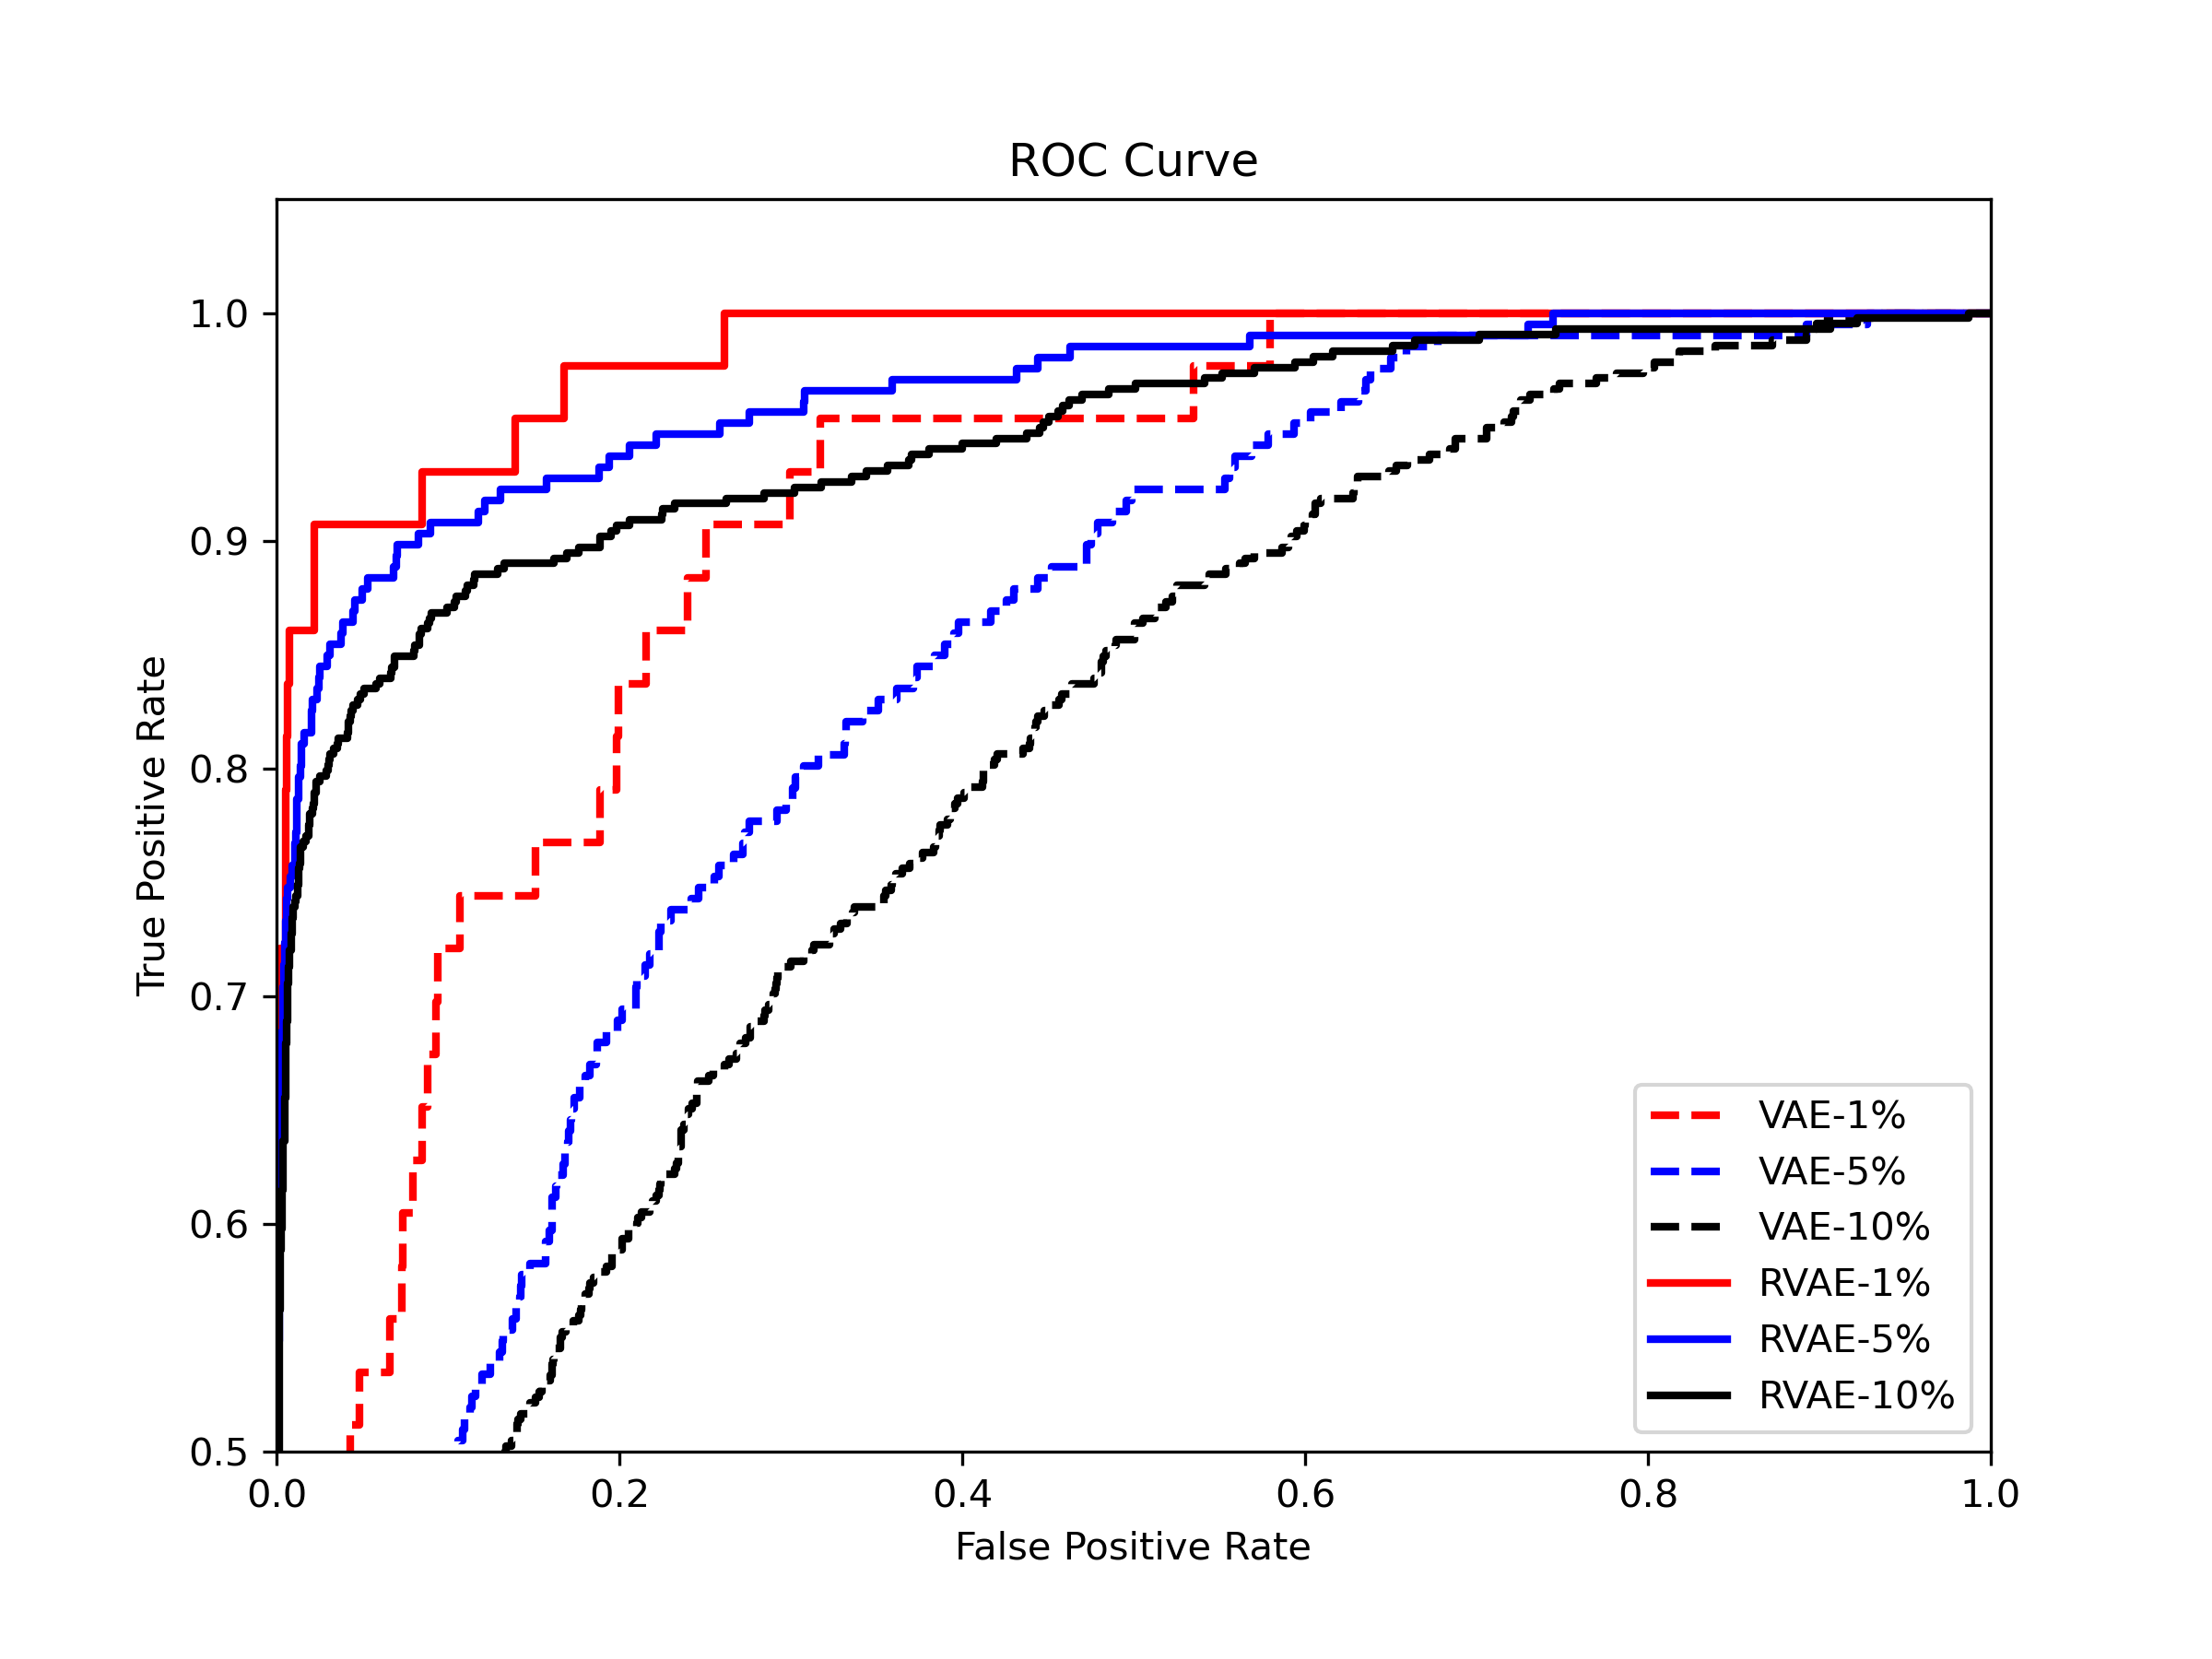 ROC Curve
True Positive Rate
1.0
0.9
0.8
0.7
0.6
0.5
0.0 0.2 0.4 0.6 0.8 1.0
False Positive Rate
VAE-1%
VAE-5%
VAE-10%
RVAE-1%
RVAE-5%
RVAE-10%